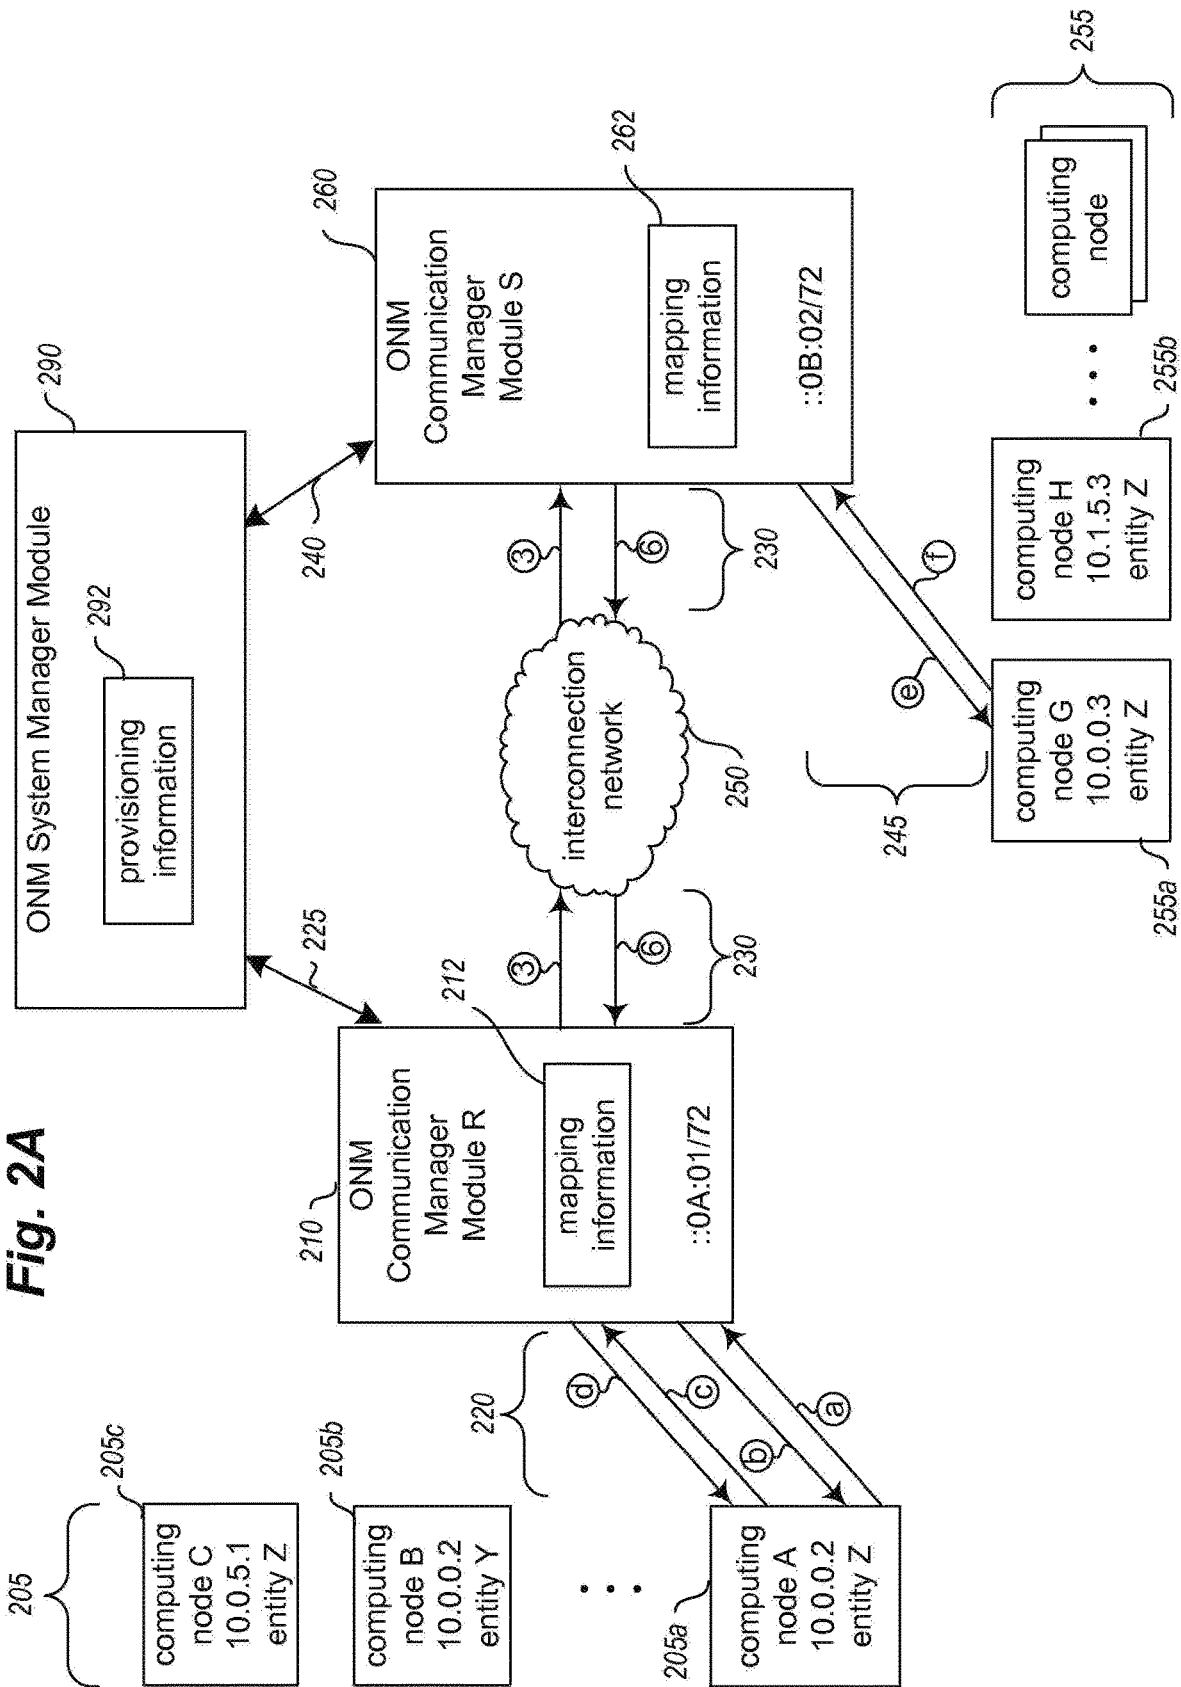 Fig. 2A
205
205c
computing
node C
10.0.5.1
entity Z
205b
computing
node B
10.0.0.2
entity Y
. . .
205a
computing
node A
10.0.0.2
entity Z
220
d
c
b
a
210
ONM
Communication
Manager
Module R
212
mapping
information
::0A:01/72
225
290
ONM System Manager Module
292
provisioning
information
240
3
6
230
interconnection
network
250
3
6
230
260
ONM
Communication
Manager
Module S
262
mapping
information
::0B:02/72
245
e
f
255a
computing
node G
10.0.0.3
entity Z
255b
computing
node H
10.1.5.3
entity Z
. . .
computing
node
255